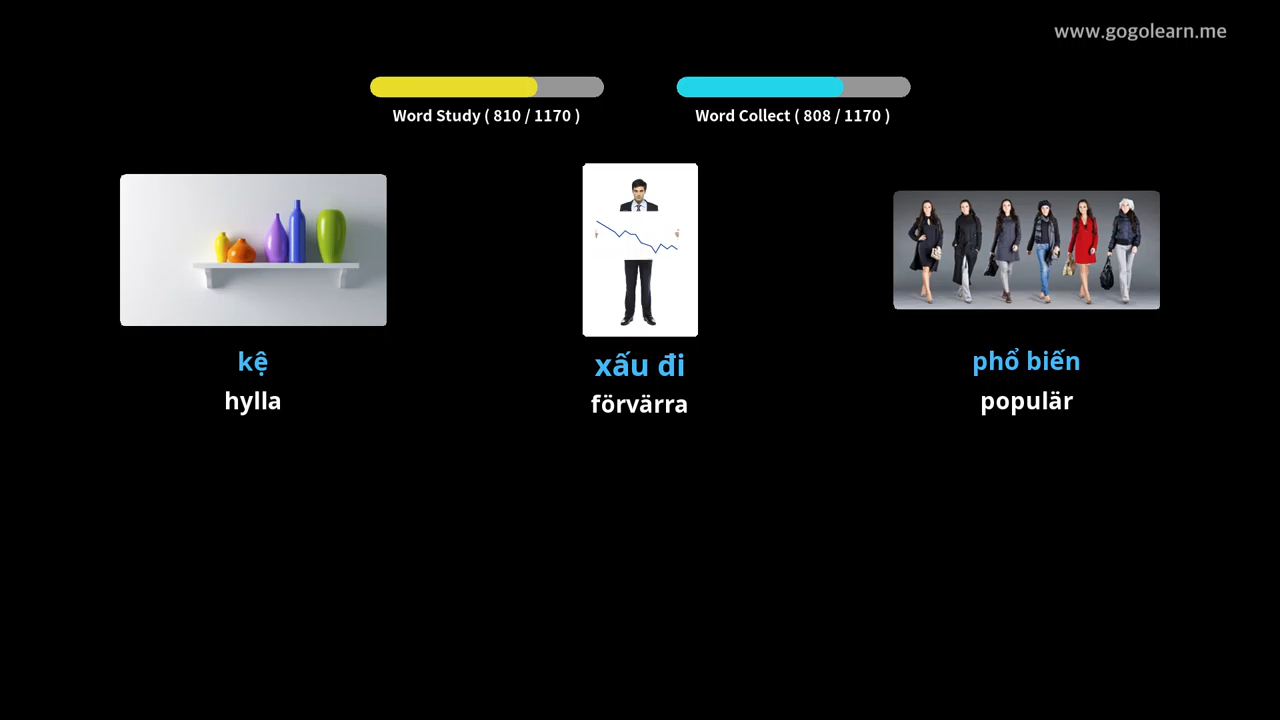 www.gogolearn.me
Word Study ( 810 / 1170 )
Word Collect ( 808 / 1170 )
kệ
hylla
xấu đi
förvärra
phổ biến
populär